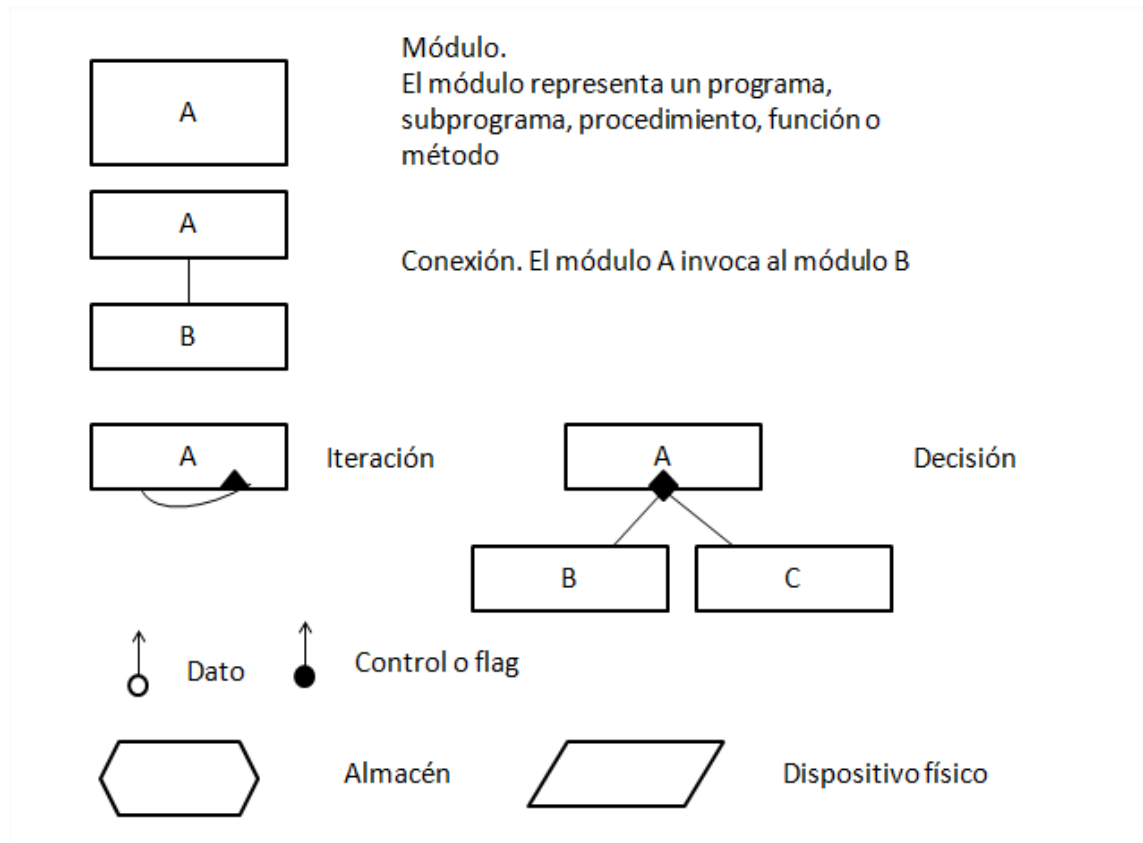 Módulo.
El módulo representa un programa,
subprograma, procedimiento, función o
método
A
A
Conexión. El módulo A invoca al módulo B
B
A
Iteración
A
Decisión
B
C
Dato
Control o flag
Almacén
Dispositivo físico